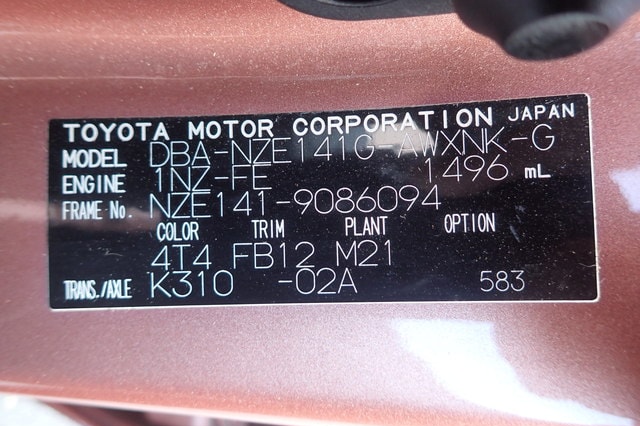 TOYOTA MOTOR CORPORATION JAPAN
MODEL DBA-NZE141G-AWXNK-G
ENGINE 1NZ-FE 1496 mL
FRAME No. NZE141-9086094
COLOR TRIM PLANT OPTION
4T4 FB12 M21
TRANS./AXLE K310 -02A 583